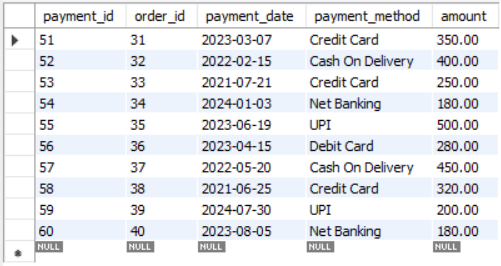 payment_id order_id payment_date payment_method amount
51 31 2023-03-07 Credit Card 350.00
52 32 2022-02-15 Cash On Delivery 400.00
53 33 2021-07-21 Credit Card 250.00
54 34 2024-01-03 Net Banking 180.00
55 35 2023-06-19 UPI 500.00
56 36 2023-04-15 Debit Card 280.00
57 37 2022-05-20 Cash On Delivery 450.00
58 38 2021-06-25 Credit Card 320.00
59 39 2024-07-30 UPI 200.00
60 40 2023-08-05 Net Banking 180.00
NULL NULL NULL NULL NULL